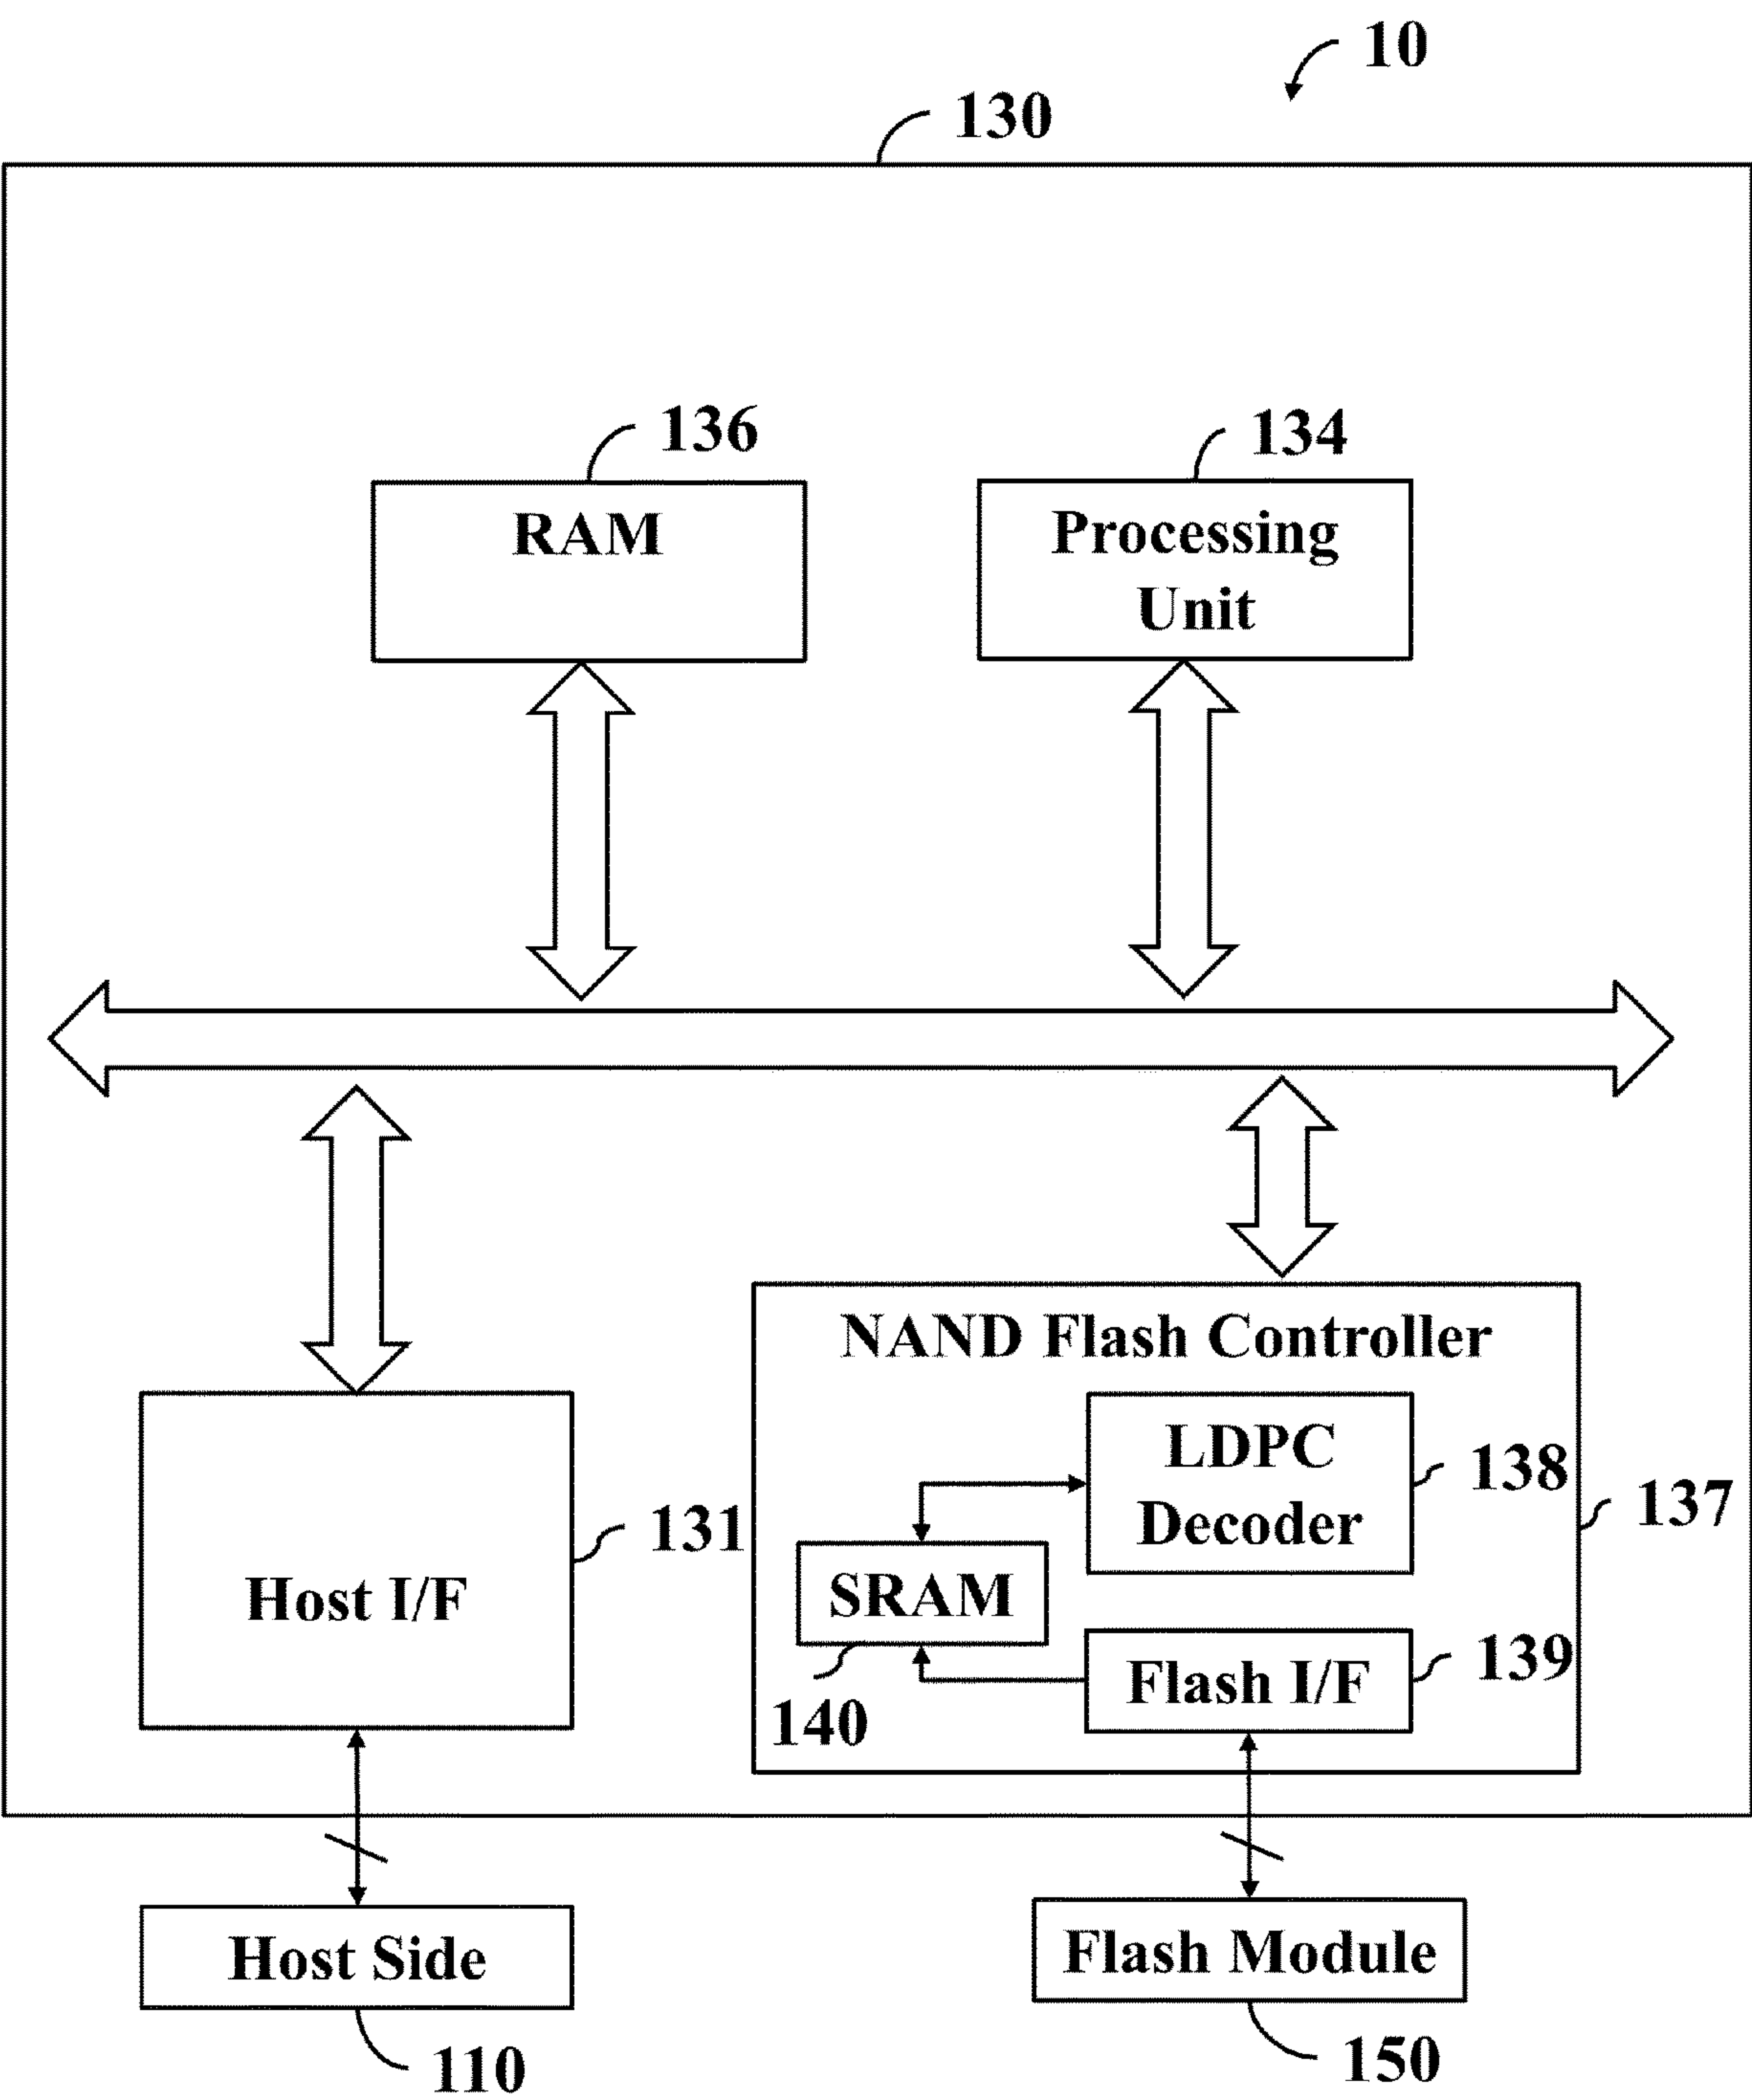 10
130
136
134
RAM
Processing
Unit
NAND Flash Controller
LDPC
Decoder
138
137
131
SRAM
Host I/F
139
Flash I/F
140
Host Side
Flash Module
110
150